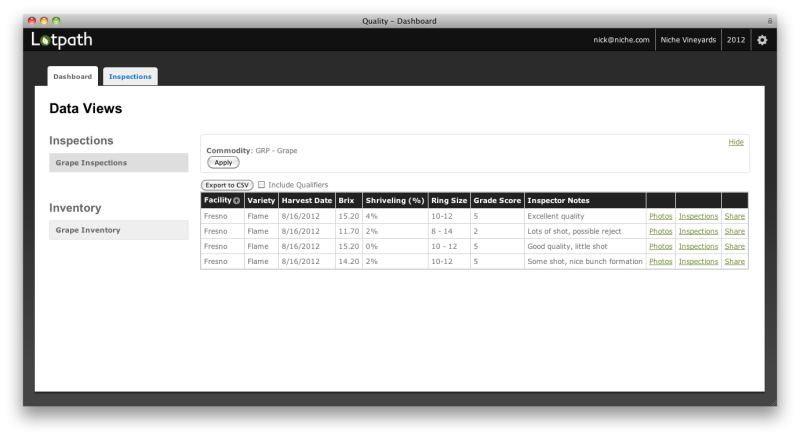 Quality – Dashboard
Lotpath
nick@niche.com Niche Vineyards 2012
Dashboard Inspections
Data Views
Inspections
Grape Inspections
Inventory
Grape Inventory
Hide
Commodity: GRP - Grape
Apply
Export to CSV Include Qualifiers
Facility Variety Harvest Date Brix Shriveling (%) Ring Size Grade Score Inspector Notes
Fresno Flame 8/16/2012 15.20 4% 10-12 5 Excellent quality Photos Inspections Share
Fresno Flame 8/16/2012 11.70 2% 8 - 14 2 Lots of shot, possible reject Photos Inspections Share
Fresno Flame 8/16/2012 15.20 0% 10 - 12 5 Good quality, little shot Photos Inspections Share
Fresno Flame 8/16/2012 14.20 2% 10-12 5 Some shot, nice bunch formation Photos Inspections Share